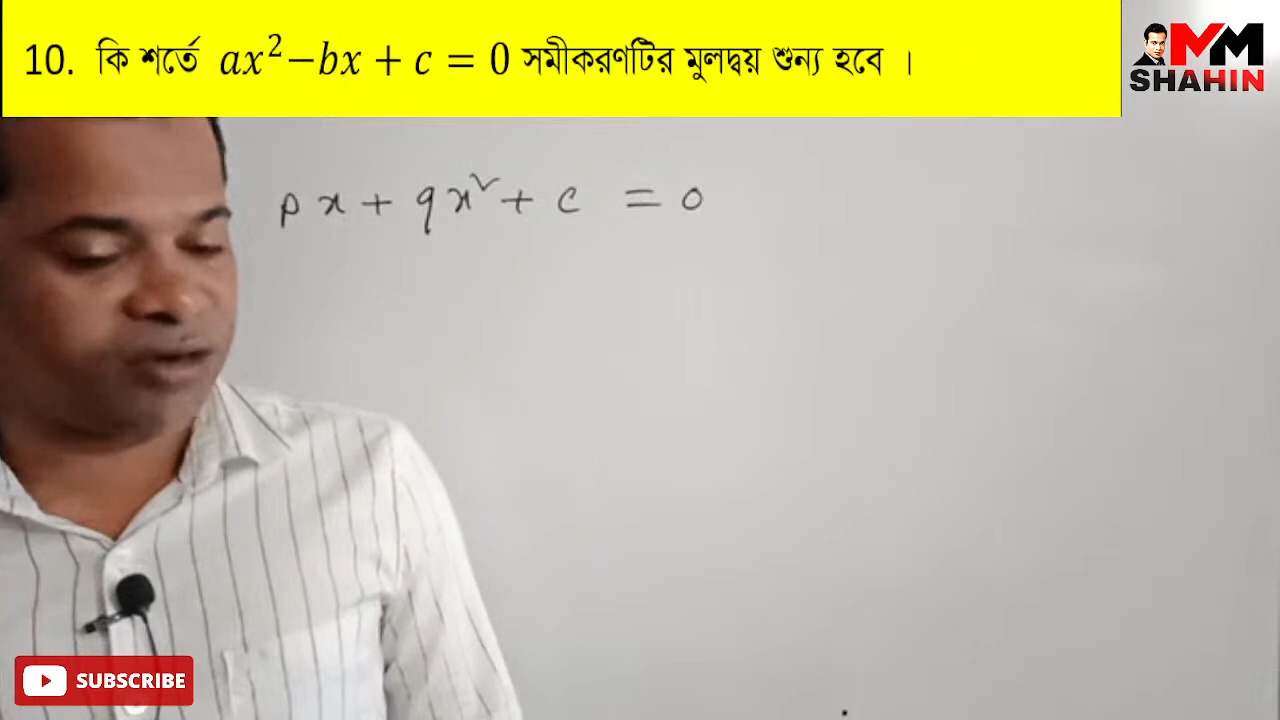 10. কি শর্তে ax²−bx + c = 0 সমীকরণটির মুলদ্বয় শুন্য হবে ।
MM
SHAHIN
px + qx² + c = 0
SUBSCRIBE